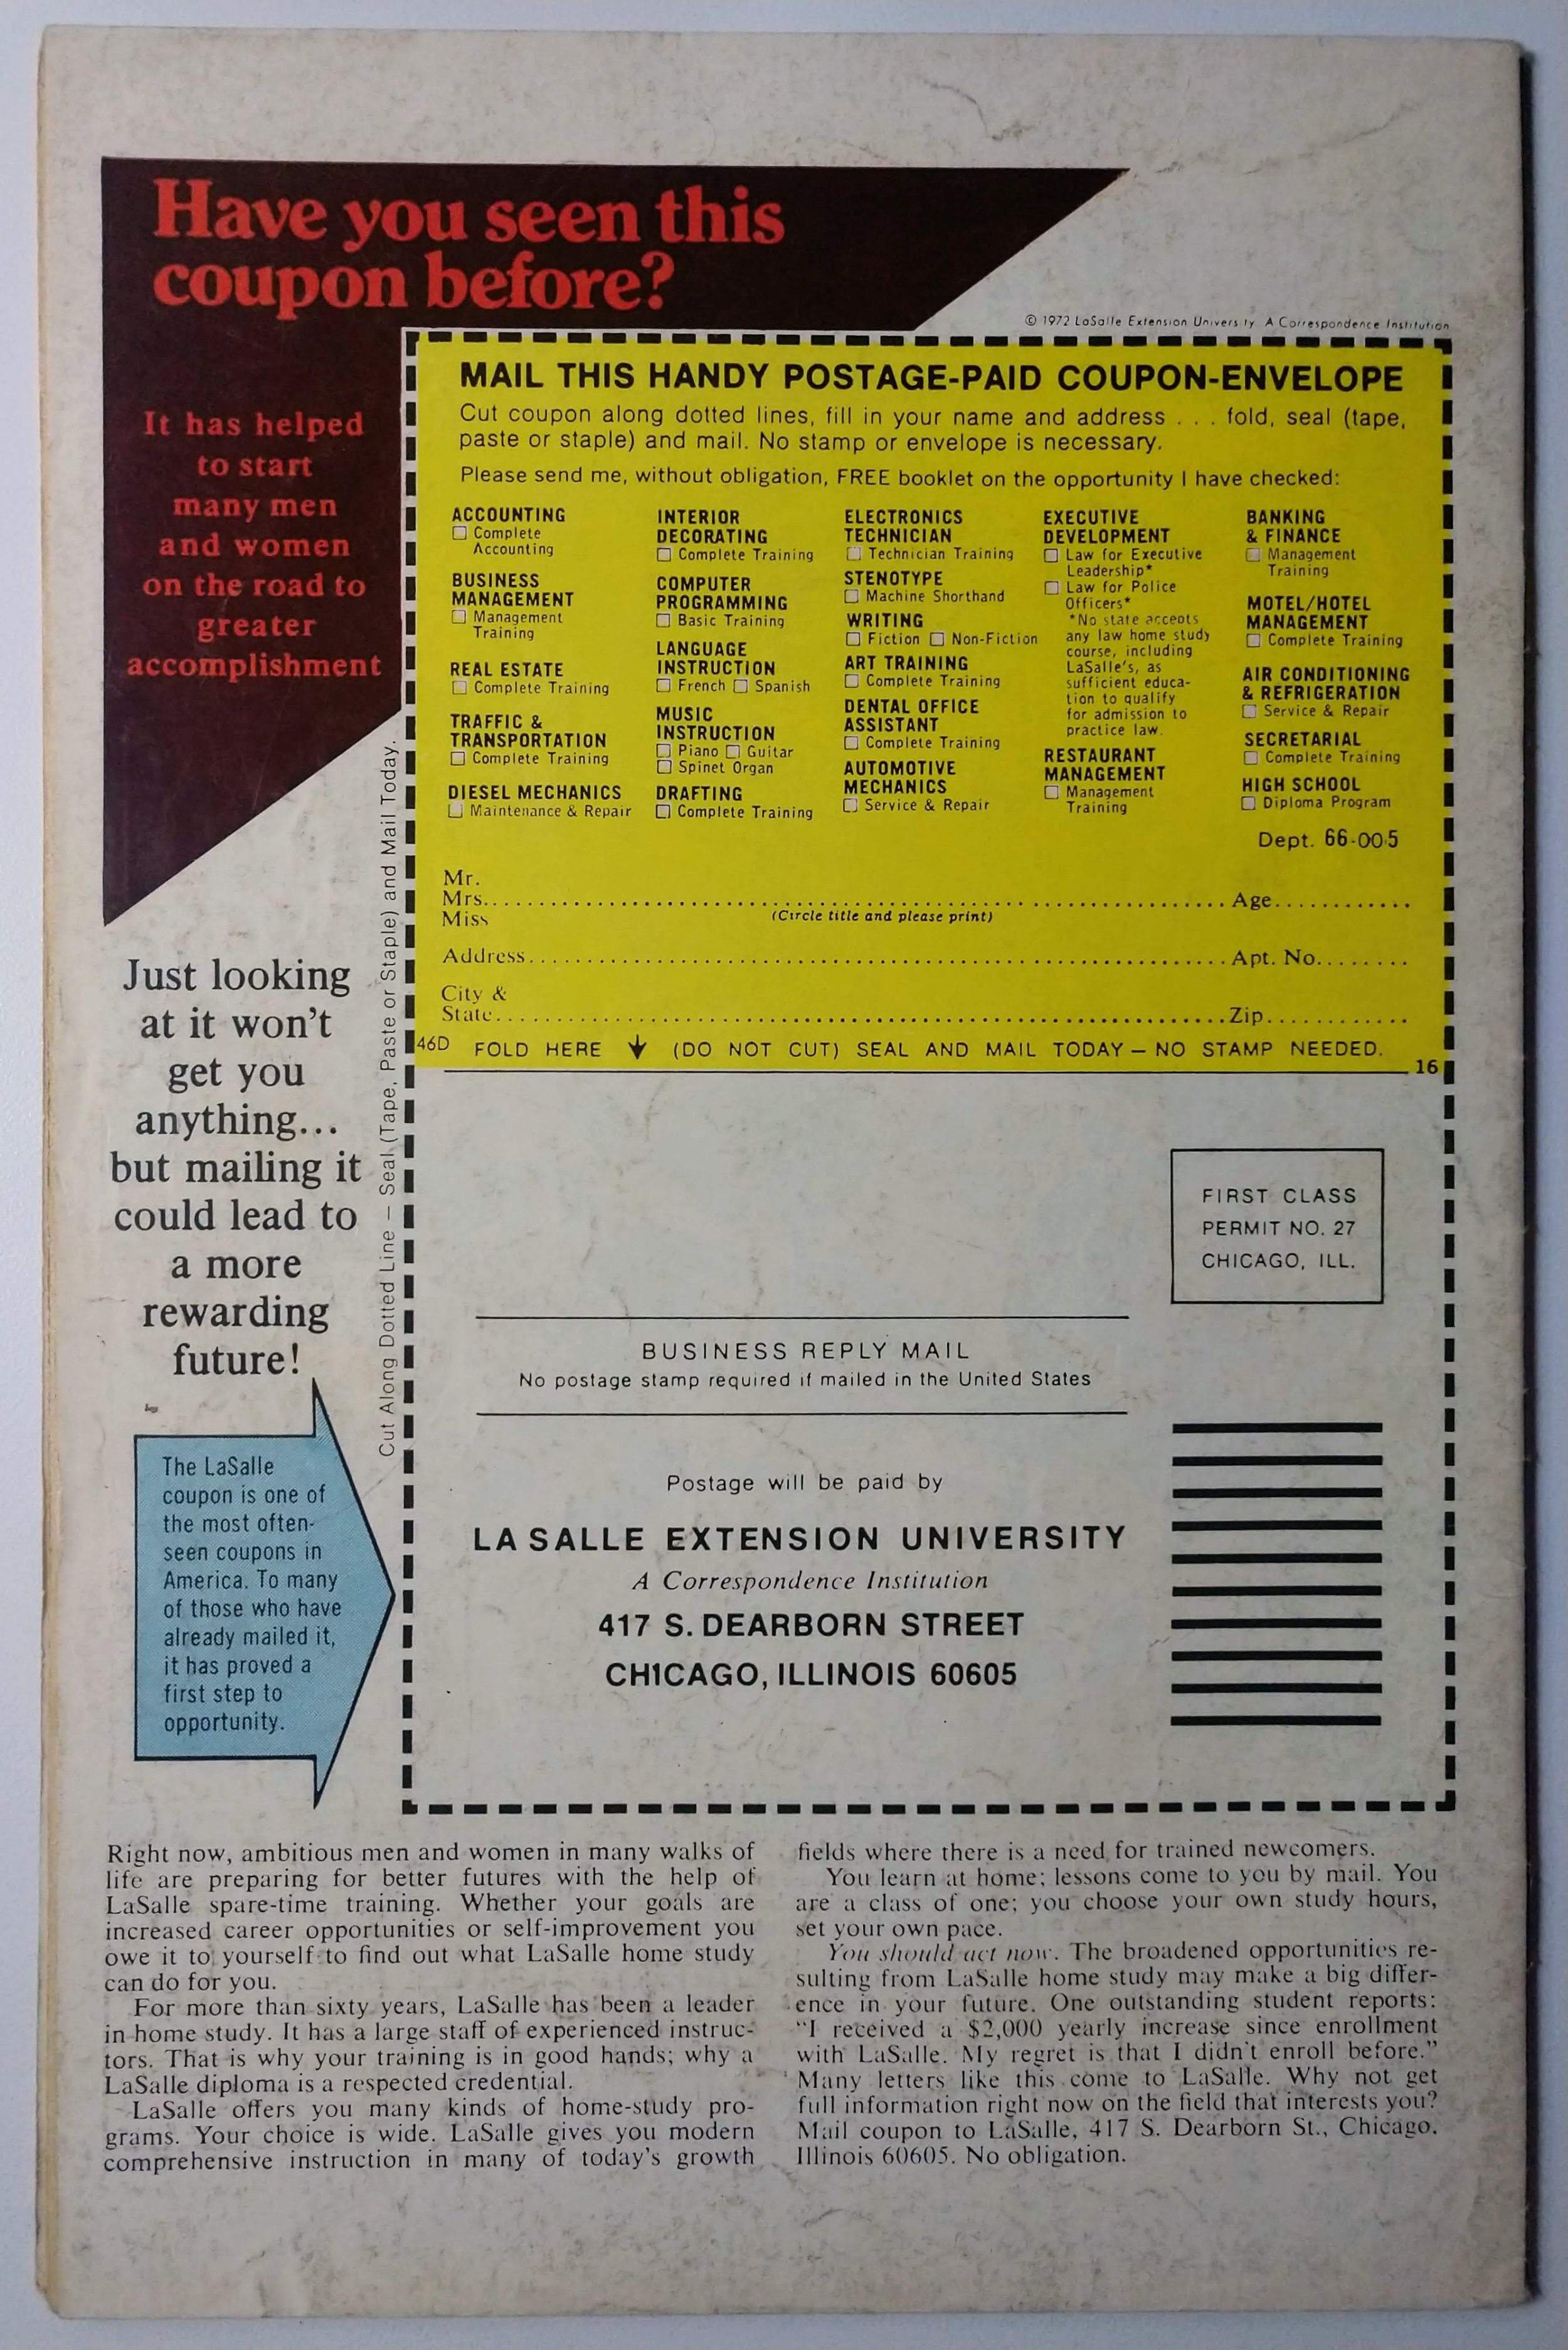 Have you seen this
coupon before?
© 1972 LaSalle Extension University A Correspondence Institution
It has helped
to start
many men
and women
on the road to
greater
accomplishment
Just looking
at it won't
get you
anything...
but mailing it
could lead to
a more
rewarding
future!
The LaSalle
coupon is one of
the most often-
seen coupons in
America. To many
of those who have
already mailed it,
it has proved a
first step to
opportunity.
Cut Along Dotted Line — Seal (Tape, Paste or Staple) and Mail Today.
MAIL THIS HANDY POSTAGE-PAID COUPON-ENVELOPE
Cut coupon along dotted lines, fill in your name and address . . . fold, seal (tape,
paste or staple) and mail. No stamp or envelope is necessary.
Please send me, without obligation, FREE booklet on the opportunity I have checked:
ACCOUNTING
☐ Complete
Accounting
BUSINESS
MANAGEMENT
☐ Management
Training
REAL ESTATE
☐ Complete Training
TRAFFIC &
TRANSPORTATION
☐ Complete Training
DIESEL MECHANICS
☐ Maintenance & Repair
INTERIOR
DECORATING
☐ Complete Training
COMPUTER
PROGRAMMING
☐ Basic Training
LANGUAGE
INSTRUCTION
☐ French ☐ Spanish
MUSIC
INSTRUCTION
☐ Piano ☐ Guitar
☐ Spinet Organ
DRAFTING
☐ Complete Training
ELECTRONICS
TECHNICIAN
☐ Technician Training
STENOTYPE
☐ Machine Shorthand
WRITING
☐ Fiction ☐ Non-Fiction
ART TRAINING
☐ Complete Training
DENTAL OFFICE
ASSISTANT
☐ Complete Training
AUTOMOTIVE
MECHANICS
☐ Service & Repair
EXECUTIVE
DEVELOPMENT
☐ Law for Executive
Leadership*
☐ Law for Police
Officers*
*No state accepts
any law home study
course, including
LaSalle's, as
sufficient educa-
tion to qualify
for admission to
practice law.
RESTAURANT
MANAGEMENT
☐ Management
Training
BANKING
& FINANCE
☐ Management
Training
MOTEL/HOTEL
MANAGEMENT
☐ Complete Training
AIR CONDITIONING
& REFRIGERATION
☐ Service & Repair
SECRETARIAL
☐ Complete Training
HIGH SCHOOL
☐ Diploma Program
Dept. 66-005
Mr.
Mrs. Age
Miss (Circle title and please print)
Address Apt. No.
City &
State Zip
46D FOLD HERE ↓ (DO NOT CUT) SEAL AND MAIL TODAY — NO STAMP NEEDED.
16
FIRST CLASS
PERMIT NO. 27
CHICAGO, ILL.
BUSINESS REPLY MAIL
No postage stamp required if mailed in the United States
Postage will be paid by
LA SALLE EXTENSION UNIVERSITY
A Correspondence Institution
417 S. DEARBORN STREET
CHICAGO, ILLINOIS 60605
Right now, ambitious men and women in many walks of
life are preparing for better futures with the help of
LaSalle spare-time training. Whether your goals are
increased career opportunities or self-improvement you
owe it to yourself to find out what LaSalle home study
can do for you.
For more than sixty years, LaSalle has been a leader
in home study. It has a large staff of experienced instruc-
tors. That is why your training is in good hands; why a
LaSalle diploma is a respected credential.
LaSalle offers you many kinds of home-study pro-
grams. Your choice is wide. LaSalle gives you modern
comprehensive instruction in many of today's growth
fields where there is a need for trained newcomers.
You learn at home; lessons come to you by mail. You
are a class of one; you choose your own study hours,
set your own pace.
You should act now. The broadened opportunities re-
sulting from LaSalle home study may make a big differ-
ence in your future. One outstanding student reports:
"I received a $2,000 yearly increase since enrollment
with LaSalle. My regret is that I didn't enroll before."
Many letters like this come to LaSalle. Why not get
full information right now on the field that interests you?
Mail coupon to LaSalle, 417 S. Dearborn St., Chicago,
Illinois 60605. No obligation.